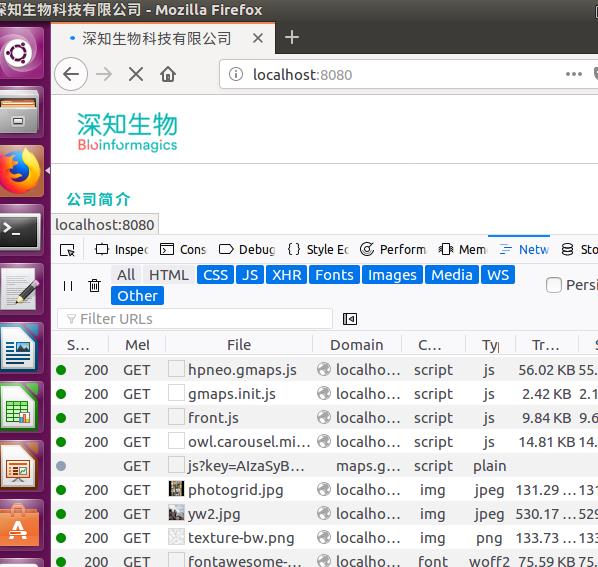 深知生物科技有限公司 - Mozilla Firefox
深知生物科技有限公司
localhost:8080
深知生物
Bioinformagics
公司简介
localhost:8080
Inspec Cons Debug {} Style Ec Perform Mem Netw Sto
All HTML CSS JS XHR Fonts Images Media WS Persi
Other
Filter URLs
S... Met File Domain C... Ty Tr... S
200 GET hpneo.gmaps.js localho... script js 56.02 KB 55.
200 GET gmaps.init.js localho... script js 2.42 KB 2.1
200 GET front.js localho... script js 9.84 KB 9.6
200 GET owl.carousel.mi... localho... script js 14.81 KB 14.
GET js?key=AIzaSyB... maps.g... script plain
200 GET photogrid.jpg localho... img jpeg 131.29 ... 131
200 GET yw2.jpg localho... img jpeg 530.17 ... 529
200 GET texture-bw.png localho... img png 133.73 ... 133
200 GET fontawesome-... localho... font woff2 75.59 KB 75.